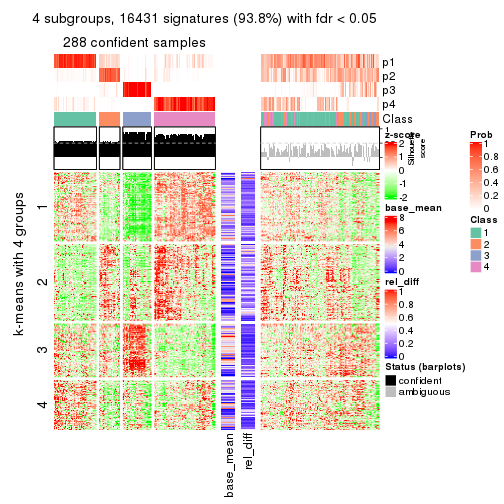 4 subgroups, 16431 signatures (93.8%) with fdr < 0.05
288 confident samples
p1
p2
p3
p4
Class
1
Silhouette
score
k-means with 4 groups
1
2
3
4
base_mean
rel_diff
z-score
2
1
0
-1
-2
base_mean
8
6
4
2
0
rel_diff
1
0.8
0.6
0.4
0.2
0
Status (barplots)
confident
ambiguous
Prob
1
0.8
0.6
0.4
0.2
0
Class
1
2
3
4